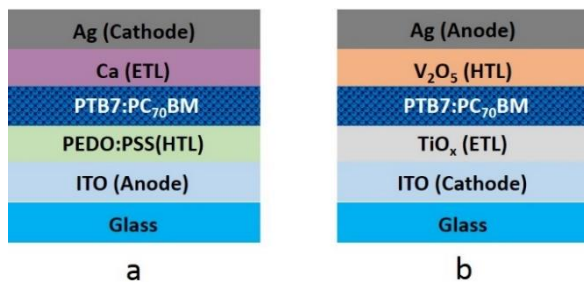 Ag (Cathode)
Ca (ETL)
PTB7:PC₇₀BM
PEDO:PSS(HTL)
ITO (Anode)
Glass
a
Ag (Anode)
V₂O₅ (HTL)
PTB7:PC₇₀BM
TiOₓ (ETL)
ITO (Cathode)
Glass
b